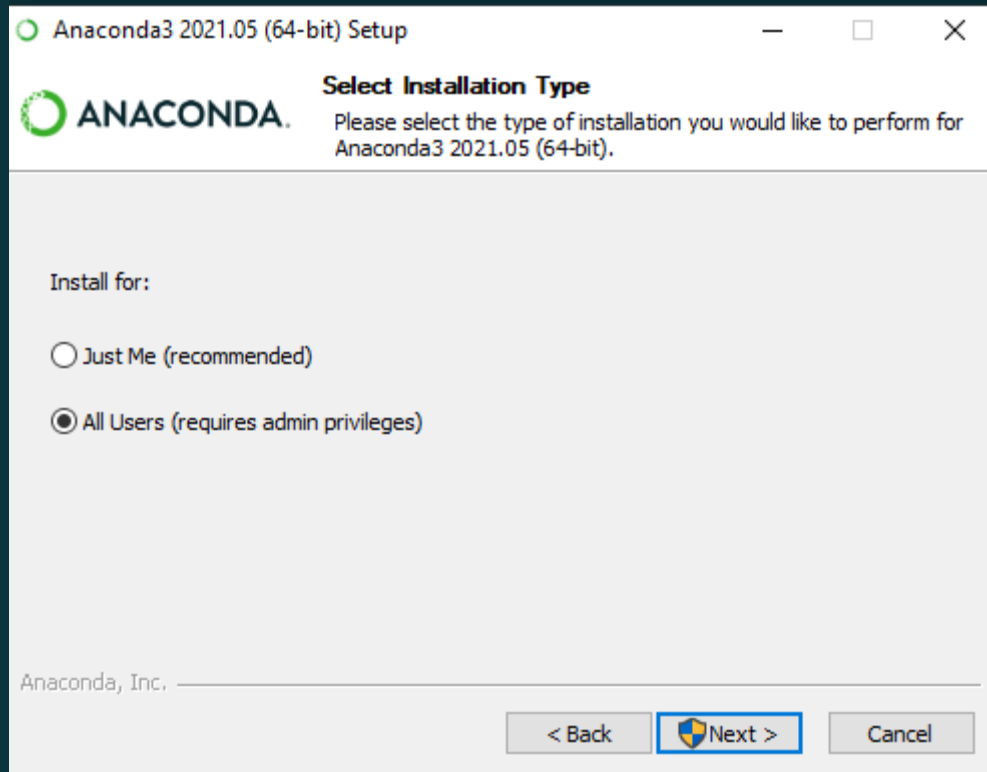 Anaconda3 2021.05 (64-bit) Setup
ANACONDA.
Select Installation Type
Please select the type of installation you would like to perform for
Anaconda3 2021.05 (64-bit).
Install for:
Just Me (recommended)
All Users (requires admin privileges)
Anaconda, Inc.
< Back
Next >
Cancel